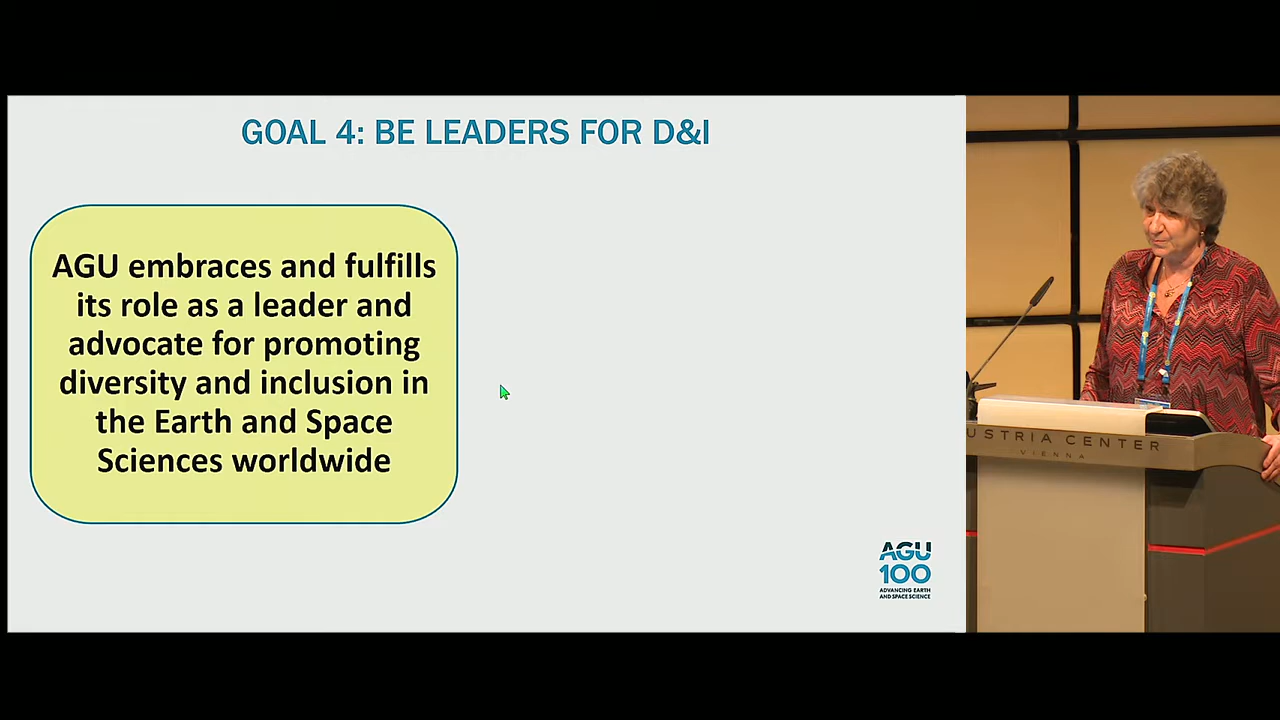 GOAL 4: BE LEADERS FOR D&I
AGU embraces and fulfills
its role as a leader and
advocate for promoting
diversity and inclusion in
the Earth and Space
Sciences worldwide
AGU
100
ADVANCING EARTH
AND SPACE SCIENCE
USTRIA CENTER
VIENNA